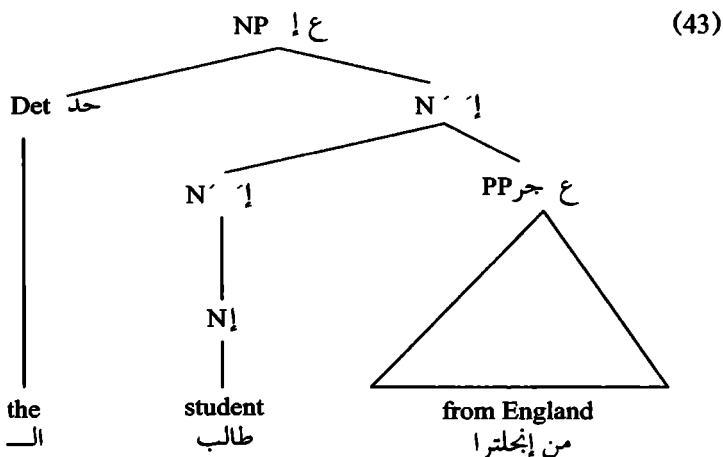 NP ع إ (43)
Det حد N´ إَ
N´ إَ PP ع جر
N إ
the student from England
الـ طالب من إنجلترا